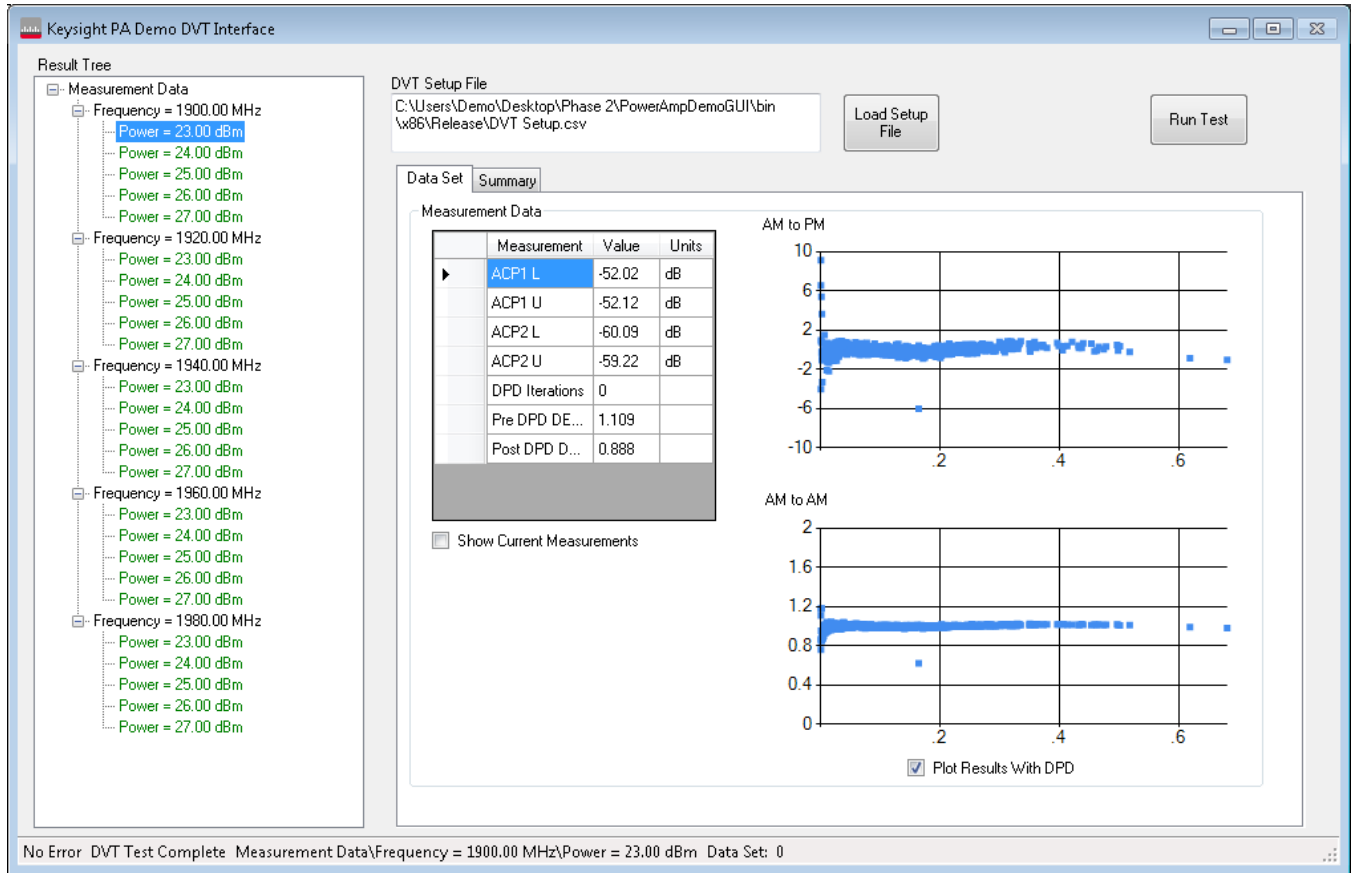 Keysight PA Demo DVT Interface
Result Tree
Measurement Data
Frequency = 1900.00 MHz
Power = 23.00 dBm
Power = 24.00 dBm
Power = 25.00 dBm
Power = 26.00 dBm
Power = 27.00 dBm
Frequency = 1920.00 MHz
Power = 23.00 dBm
Power = 24.00 dBm
Power = 25.00 dBm
Power = 26.00 dBm
Power = 27.00 dBm
Frequency = 1940.00 MHz
Power = 23.00 dBm
Power = 24.00 dBm
Power = 25.00 dBm
Power = 26.00 dBm
Power = 27.00 dBm
Frequency = 1960.00 MHz
Power = 23.00 dBm
Power = 24.00 dBm
Power = 25.00 dBm
Power = 26.00 dBm
Power = 27.00 dBm
Frequency = 1980.00 MHz
Power = 23.00 dBm
Power = 24.00 dBm
Power = 25.00 dBm
Power = 26.00 dBm
Power = 27.00 dBm
DVT Setup File
C:\Users\Demo\Desktop\Phase 2\PowerAmpDemoGUI\bin
\x86\Release\DVT Setup.csv
Load Setup
File
Run Test
Data Set Summary
Measurement Data
Measurement Value Units
ACP1 L -52.02 dB
ACP1 U -52.12 dB
ACP2 L -60.09 dB
ACP2 U -59.22 dB
DPD Iterations 0
Pre DPD DE... 1.109
Post DPD D... 0.888
Show Current Measurements
AM to PM
10
6
2
-2
-6
-10
.2 .4 .6
AM to AM
2
1.6
1.2
0.8
0.4
0
.2 .4 .6
Plot Results With DPD
No Error DVT Test Complete Measurement Data\Frequency = 1900.00 MHz\Power = 23.00 dBm Data Set: 0